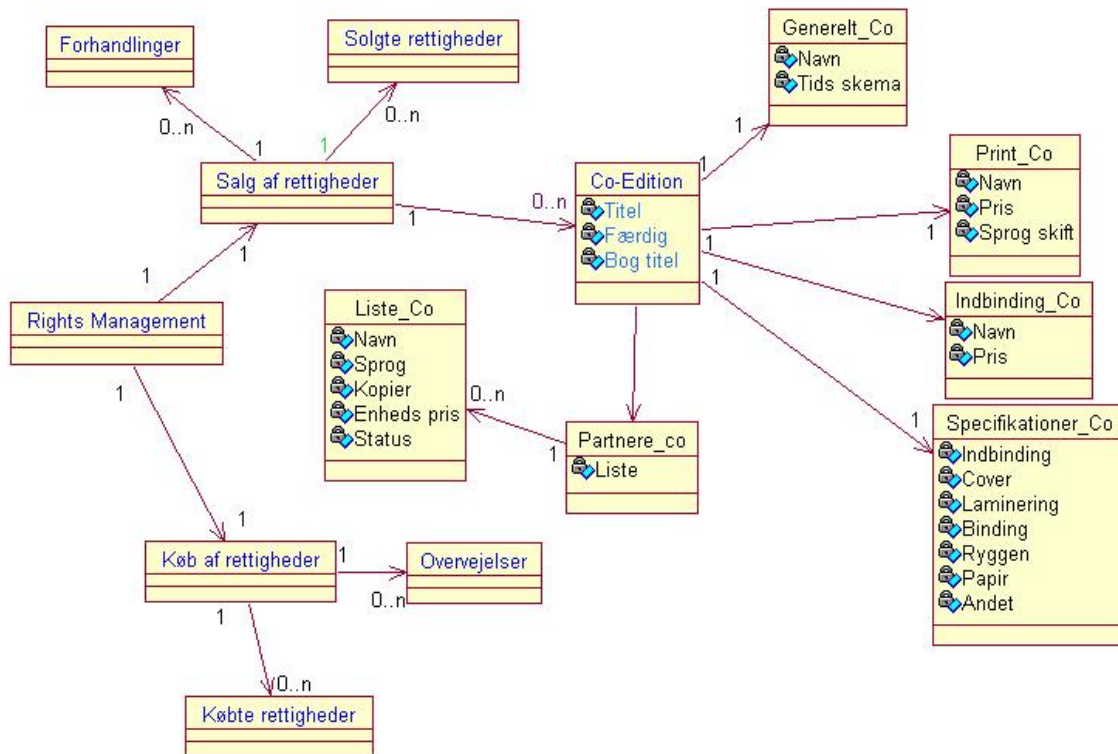 Forhandlinger
Solgte rettigheder
Generelt_Co
Navn
Tids skema
0..n
1
1
0..n
1
1
Salg af rettigheder
1
0..n
Co-Edition
Titel
Færdig
Bog titel
1
1
1
Print_Co
Navn
Pris
Sprog skift
1
Indbinding_Co
Navn
Pris
1
1
Rights Management
1
Liste_Co
Navn
Sprog
Kopier
Enheds pris
Status
0..n
1
Partnere_co
Liste
1
Specifikationer_Co
Indbinding
Cover
Laminering
Binding
Ryggen
Papir
Andet
1
Køb af rettigheder
1
0..n
Overvejelser
1
0..n
Købte rettigheder